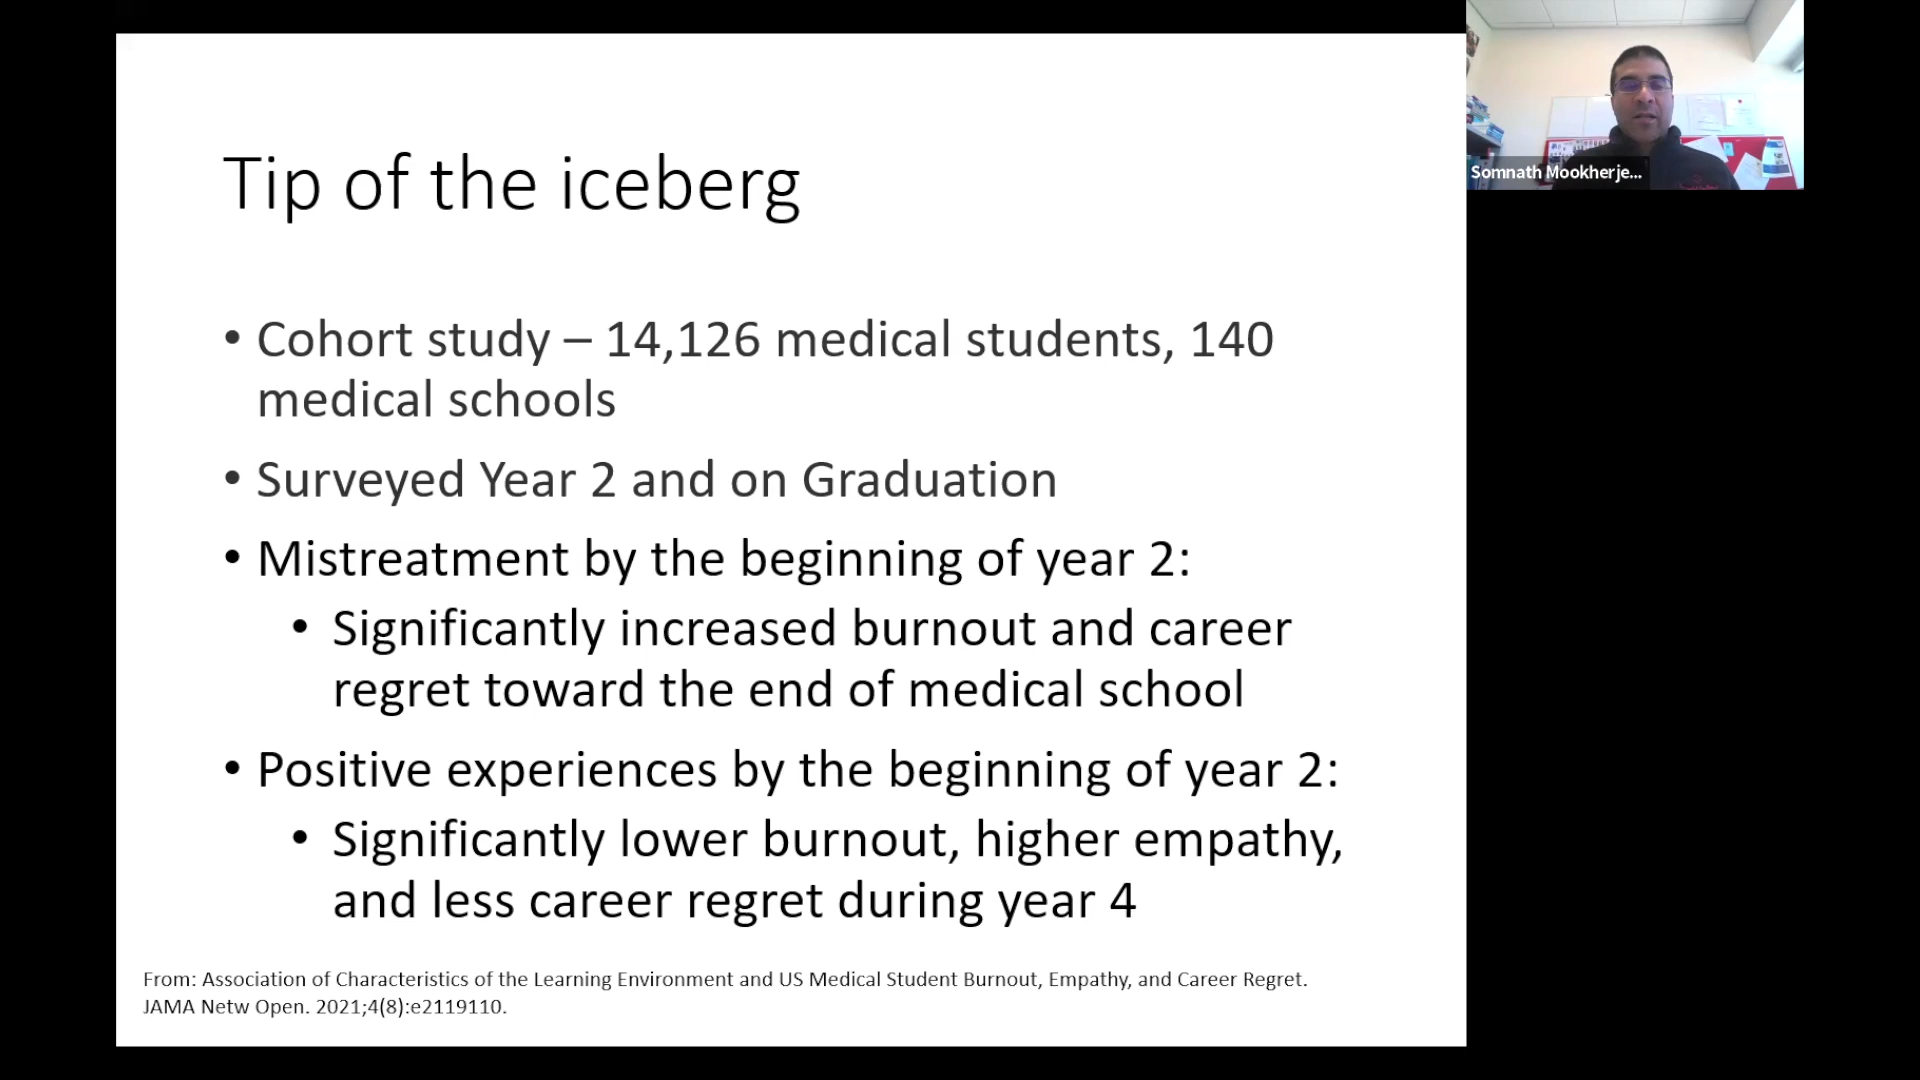 Tip of the iceberg
• Cohort study – 14,126 medical students, 140
medical schools
• Surveyed Year 2 and on Graduation
• Mistreatment by the beginning of year 2:
• Significantly increased burnout and career
regret toward the end of medical school
• Positive experiences by the beginning of year 2:
• Significantly lower burnout, higher empathy,
and less career regret during year 4
From: Association of Characteristics of the Learning Environment and US Medical Student Burnout, Empathy, and Career Regret.
JAMA Netw Open. 2021;4(8):e2119110.
Somnath Mookherje...